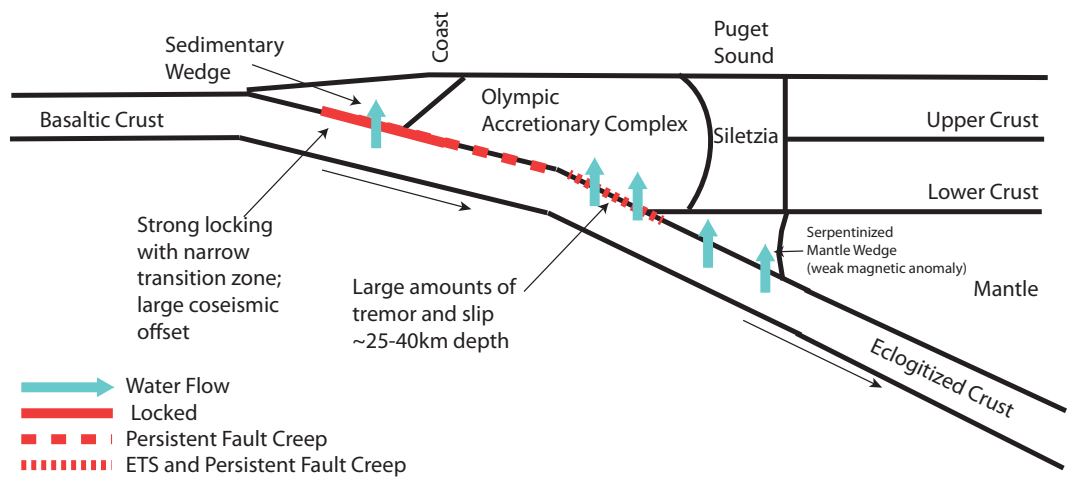 Sedimentary
Wedge
Coast
Puget
Sound
Basaltic Crust
Olympic
Accretionary Complex
Siletzia
Upper Crust
Lower Crust
Strong locking
with narrow
transition zone;
large coseismic
offset
Large amounts of
tremor and slip
~25-40km depth
Serpentinized
Mantle Wedge
(weak magnetic anomaly)
Mantle
Eclogitized Crust
Water Flow
Locked
Persistent Fault Creep
ETS and Persistent Fault Creep